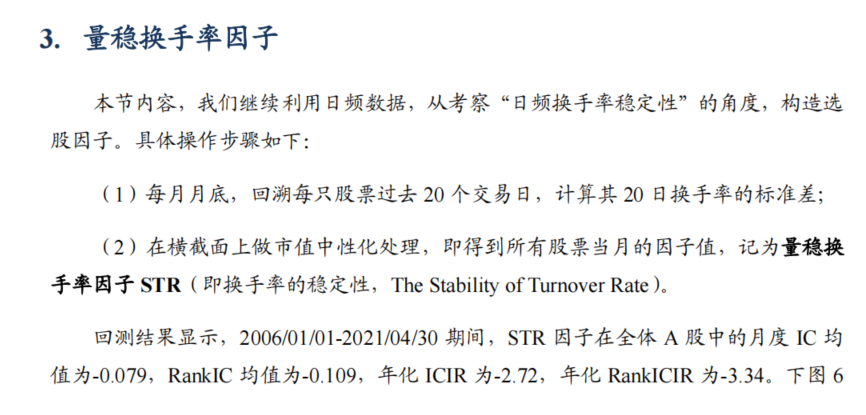 3. 量稳换手率因子
本节内容，我们继续利用日频数据，从考察“日频换手率稳定性”的角度，构造选
股因子。具体操作步骤如下：
（1）每月月底，回溯每只股票过去 20 个交易日，计算其 20 日换手率的标准差；
（2）在横截面上做市值中性化处理，即得到所有股票当月的因子值，记为量稳换
手率因子 STR（即换手率的稳定性，The Stability of Turnover Rate）。
回测结果显示，2006/01/01-2021/04/30 期间，STR 因子在全体 A 股中的月度 IC 均
值为-0.079，RankIC 均值为-0.109，年化 ICIR 为-2.72，年化 RankICIR 为-3.34。下图 6